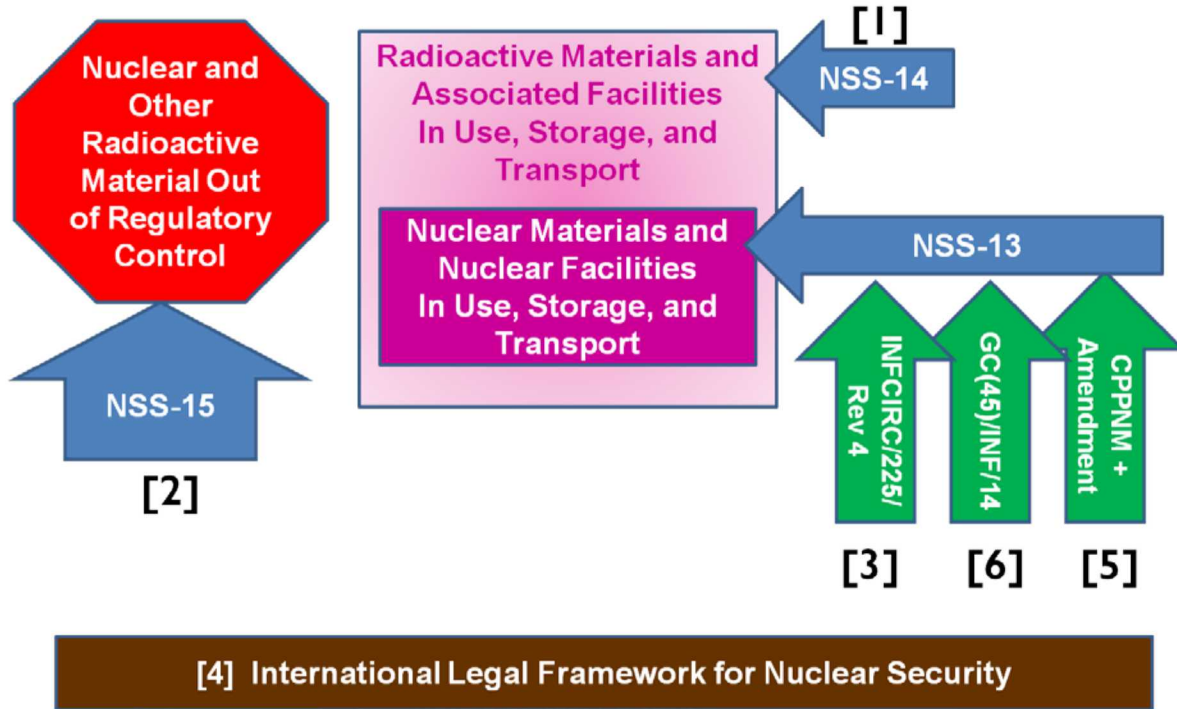 Nuclear and
Other
Radioactive
Material Out
of Regulatory
Control
NSS-15
[2]
Radioactive Materials and
Associated Facilities
In Use, Storage, and
Transport
Nuclear Materials and
Nuclear Facilities
In Use, Storage, and
Transport
[1]
NSS-14
NSS-13
INFCIRC/225/
Rev 4
GC(45)/INF/14
CPPNM +
Amendment
[3]
[6]
[5]
[4] International Legal Framework for Nuclear Security